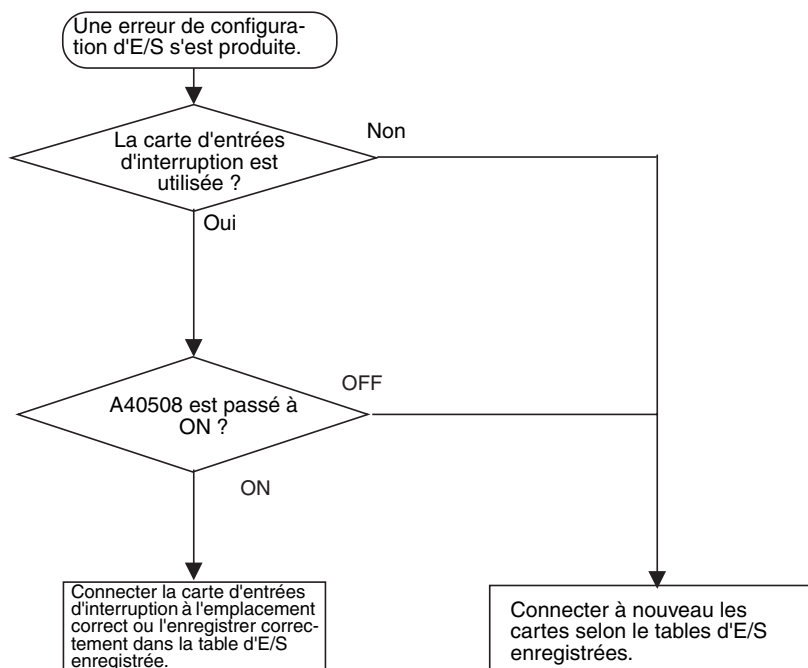 Une erreur de configura-
tion d'E/S s'est produite.
La carte d'entrées
d'interruption est
utilisée ?
Non
Oui
A40508 est passé à
ON ?
OFF
ON
Connecter la carte d'entrées
d'interruption à l'emplacement
correct ou l'enregistrer correc-
tement dans la table d'E/S
enregistrée.
Connecter à nouveau les
cartes selon le tables d'E/S
enregistrées.